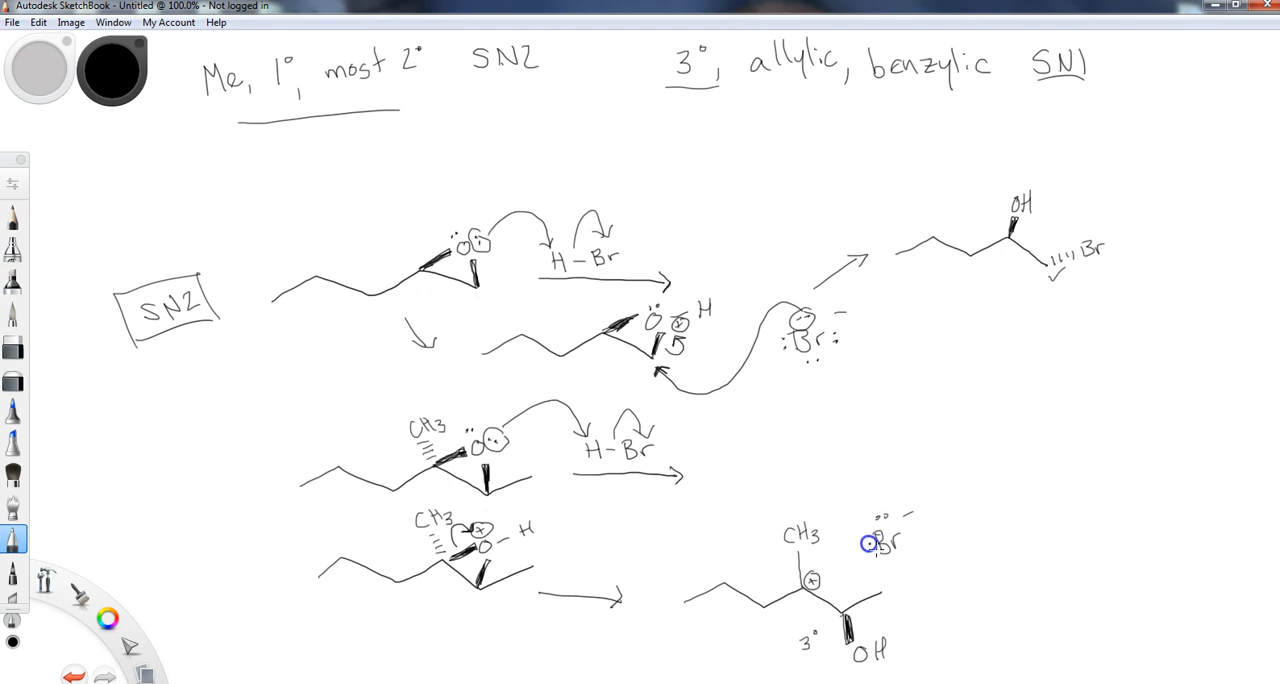 Autodesk SketchBook - Untitled @ 100.0% - Not logged in
File Edit Image Window My Account Help
Me, 1°, most 2° SN2
3°, allylic, benzylic SN1
OH
Br
O
H-Br
SN2
O ⊕ H
Br -
CH3
O
H-Br
CH3
⊕
O-H
CH3
⊕
Br -
3°
OH